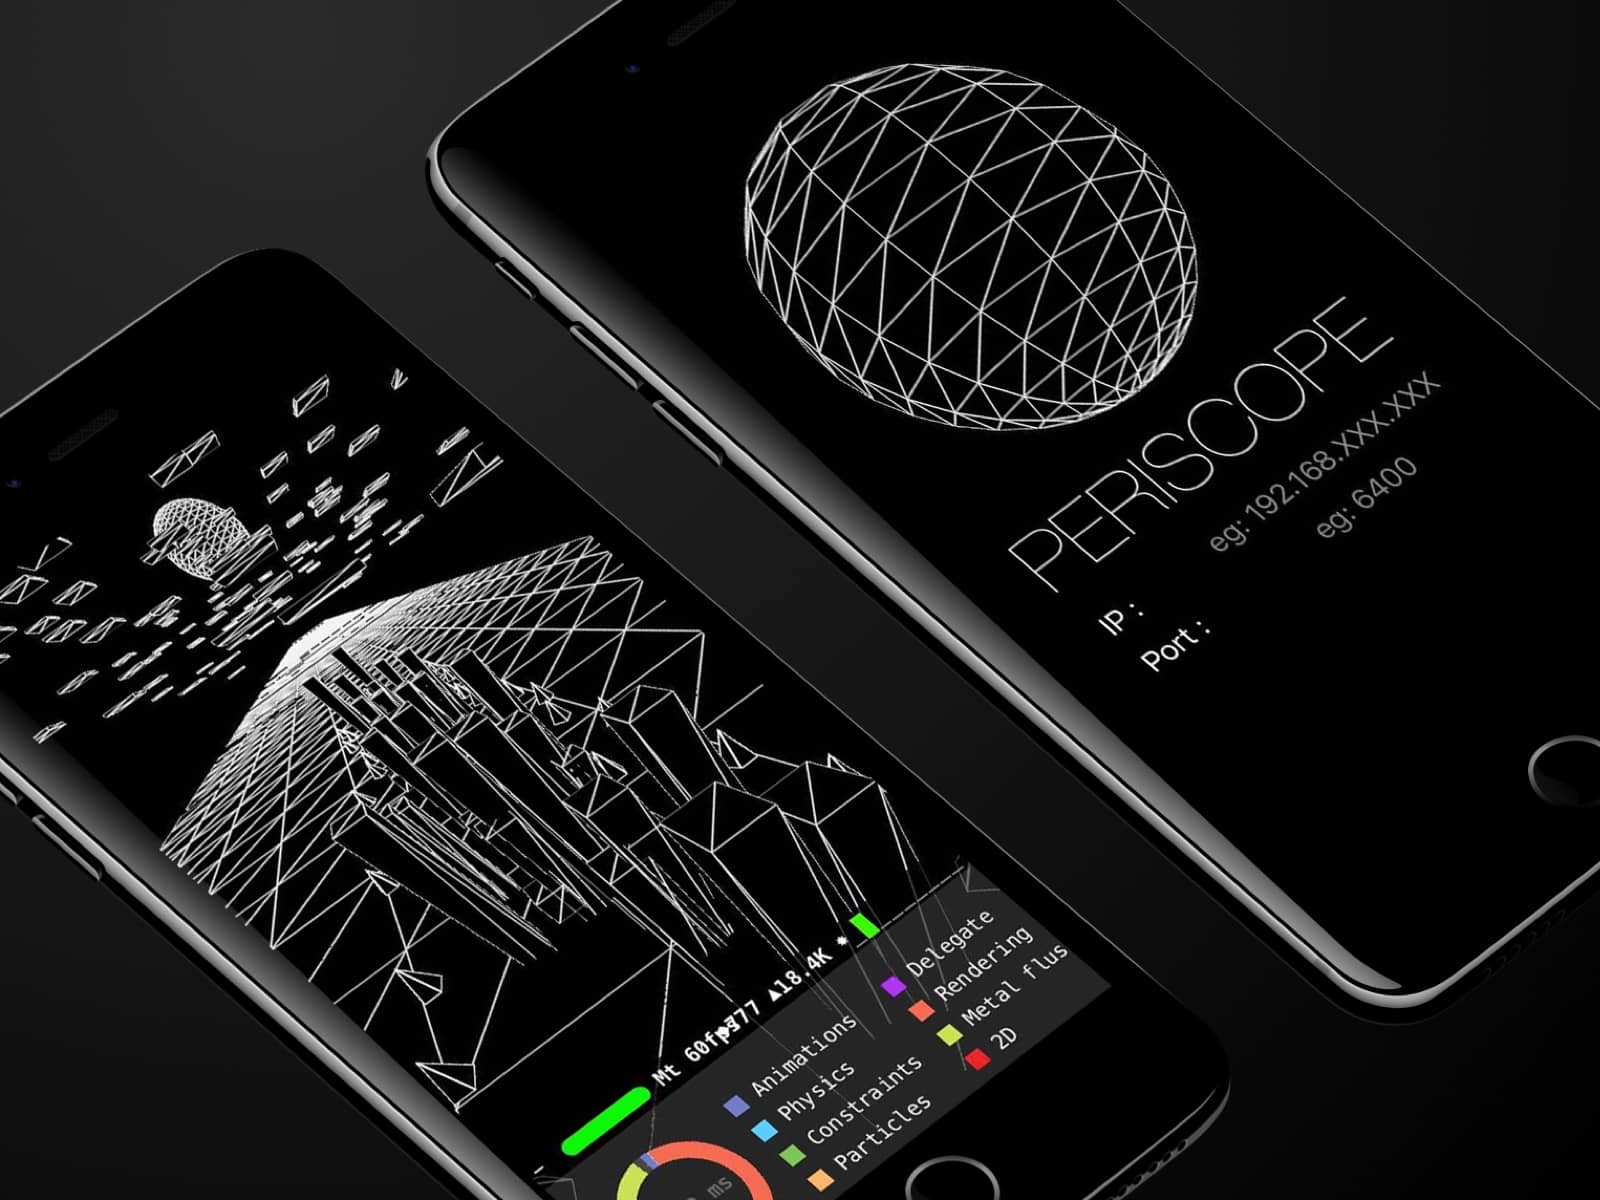 PERISCOPE
eg: 192.168.XXX.XXX
eg: 6400
IP :
Port :
Mt 60fps ▲18.4K
Animations
Physics
Constraints
Particles
Delegate
Rendering
Metal flus
2D
ms